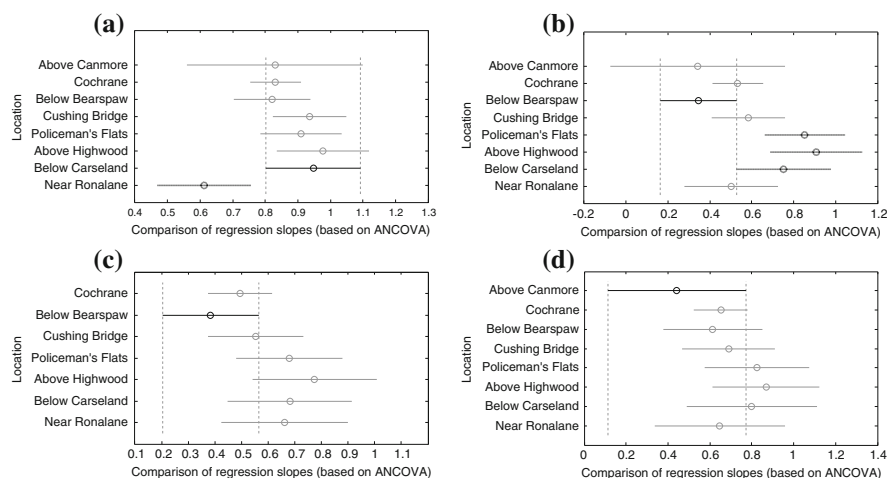 (a)
Location
Above Canmore
Cochrane
Below Bearspaw
Cushing Bridge
Policeman's Flats
Above Highwood
Below Carseland
Near Ronalane
0.4 0.5 0.6 0.7 0.8 0.9 1 1.1 1.2 1.3
Comparison of regression slopes (based on ANCOVA)
(b)
Location
Above Canmore
Cochrane
Below Bearspaw
Cushing Bridge
Policeman's Flats
Above Highwood
Below Carseland
Near Ronalane
-0.2 0 0.2 0.4 0.6 0.8 1 1.2
Comparsion of regression slopes (based on ANCOVA)
(c)
Location
Cochrane
Below Bearspaw
Cushing Bridge
Policeman's Flats
Above Highwood
Below Carseland
Near Ronalane
0.1 0.2 0.3 0.4 0.5 0.6 0.7 0.8 0.9 1 1.1
Comparison of regression slopes (based on ANCOVA)
(d)
Location
Above Canmore
Cochrane
Below Bearspaw
Cushing Bridge
Policeman's Flats
Above Highwood
Below Carseland
Near Ronalane
0 0.2 0.4 0.6 0.8 1 1.2 1.4
Comparison of regression slopes (based on ANCOVA)